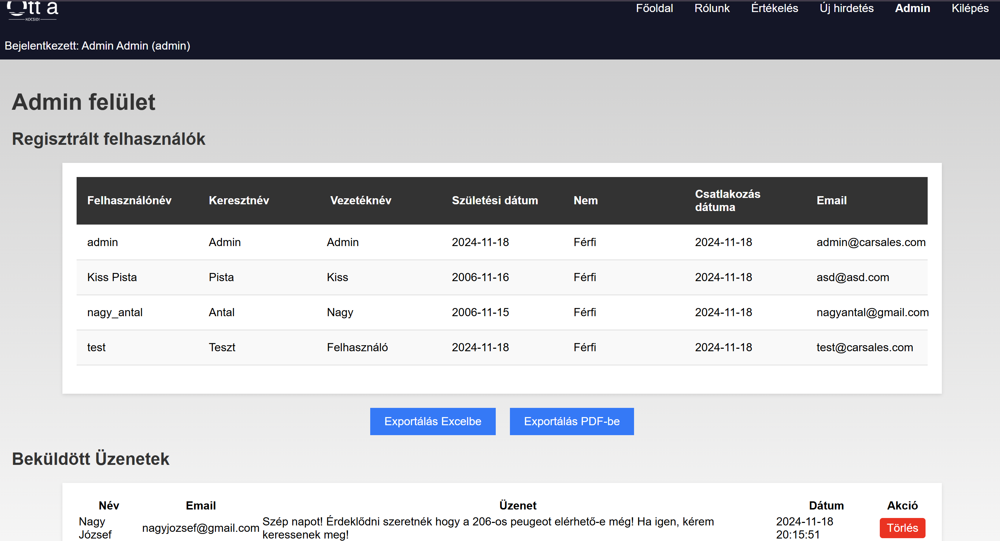 Ott a
KOCSID!
Főoldal Rólunk Értékelés Új hirdetés Admin Kilépés
Bejelentkezett: Admin Admin (admin)
Admin felület
Regisztrált felhasználók
Felhasználónév Keresztnév Vezetéknév Születési dátum Nem Csatlakozás dátuma Email
admin Admin Admin 2024-11-18 Férfi 2024-11-18 admin@carsales.com
Kiss Pista Pista Kiss 2006-11-16 Férfi 2024-11-18 asd@asd.com
nagy_antal Antal Nagy 2006-11-15 Férfi 2024-11-18 nagyantal@gmail.com
test Teszt Felhasználó 2024-11-18 Férfi 2024-11-18 test@carsales.com
Exportálás Excelbe Exportálás PDF-be
Beküldött Üzenetek
Név Email Üzenet Dátum Akció
Nagy József nagyjozsef@gmail.com Szép napot! Érdeklődni szeretnék hogy a 206-os peugeot elérhető-e még! Ha igen, kérem keressenek meg! 2024-11-18 20:15:51 Törlés